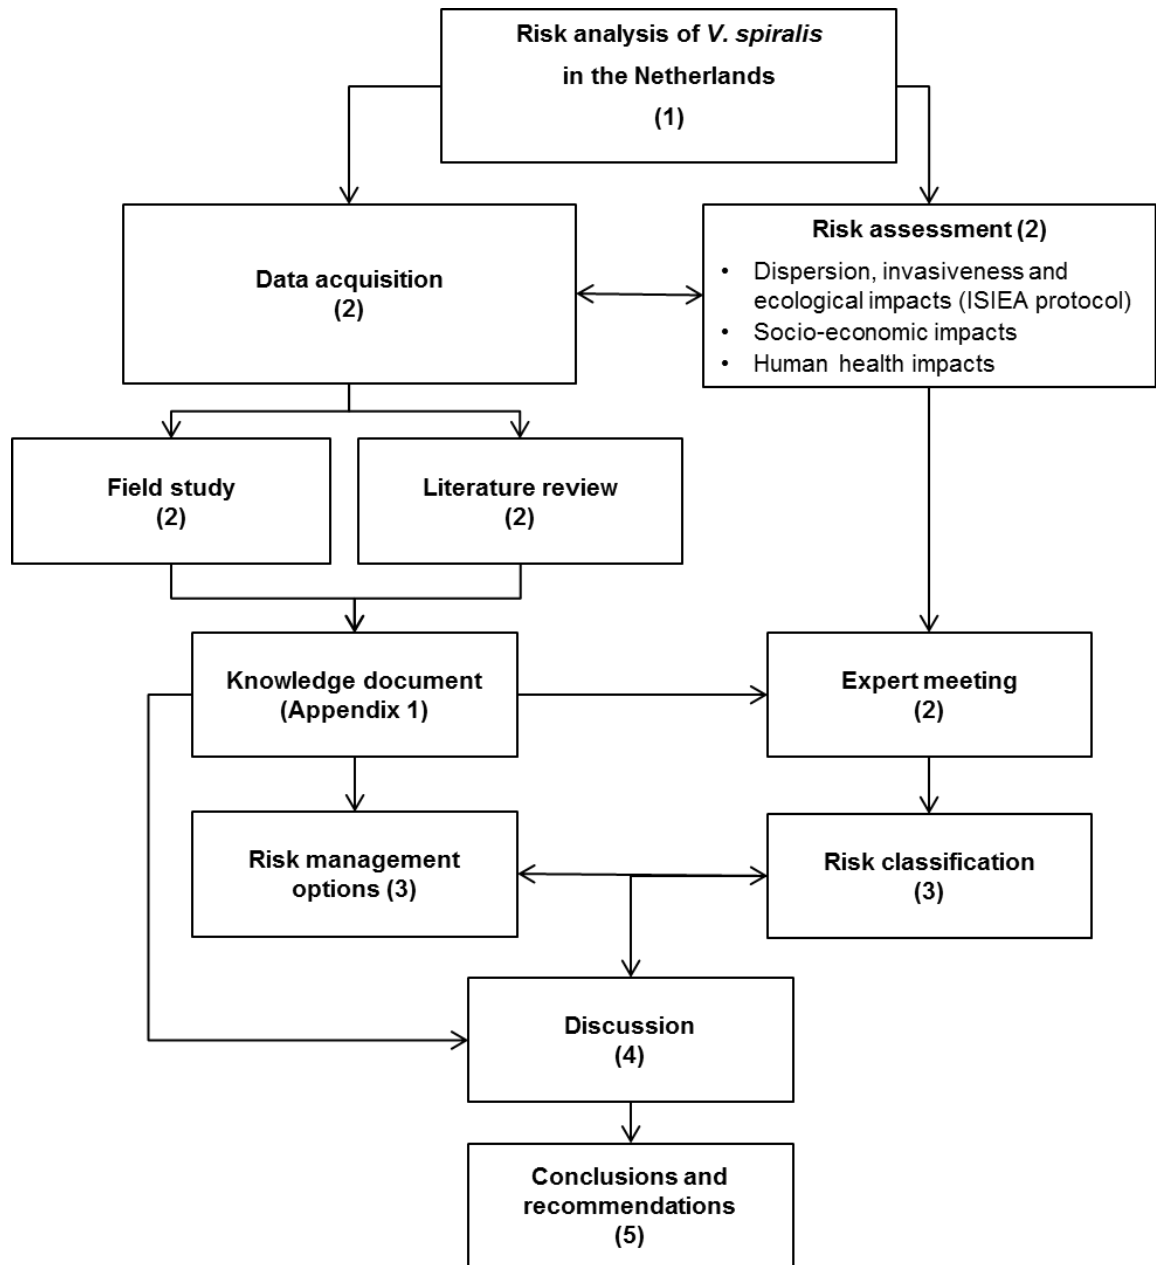 Risk analysis of V. spiralis
in the Netherlands
(1)
Data acquisition
(2)
Risk assessment (2)
• Dispersion, invasiveness and
ecological impacts (ISIEA protocol)
• Socio-economic impacts
• Human health impacts
Field study
(2)
Literature review
(2)
Knowledge document
(Appendix 1)
Expert meeting
(2)
Risk management
options (3)
Risk classification
(3)
Discussion
(4)
Conclusions and
recommendations
(5)